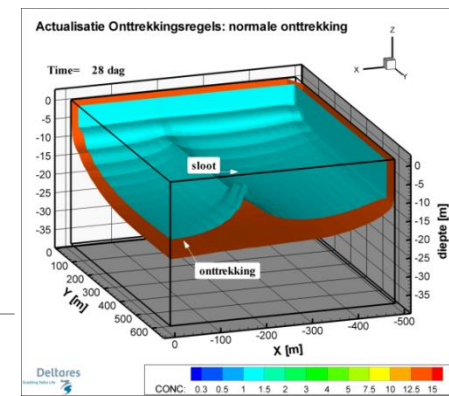 Actualisatie Onttrekkingsregels: normale onttrekking
Time= 28 dag
Z
X
Y
0
-5
-10
-15
-20
-25
-30
-35
sloot
onttrekking
0
-5
-10
-15
-20
-25
-30
-35
diepte [m]
0
100
200
300
400
500
600
Y [m]
0
-100
-200
-300
-400
-500
X [m]
Deltares
CONC: 0.3 0.5 1 1.5 2 3 4 5 7.5 10 12.5 15